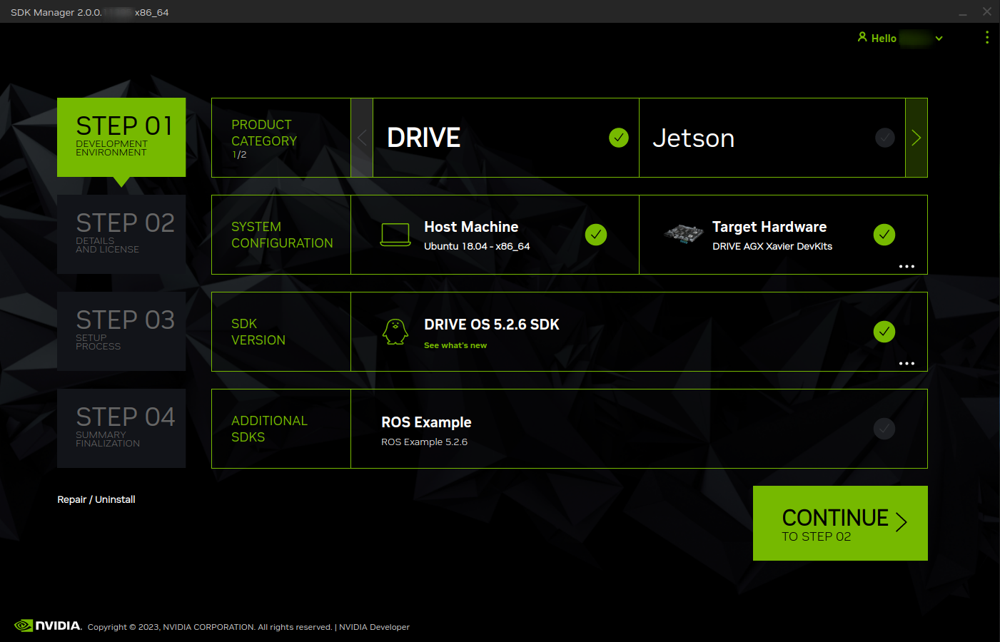 SDK Manager 2.0.0. x86_64
Hello
STEP 01
DEVELOPMENT
ENVIRONMENT
PRODUCT
CATEGORY
1/2
DRIVE
Jetson
STEP 02
DETAILS
AND LICENSE
SYSTEM
CONFIGURATION
Host Machine
Ubuntu 18.04 - x86_64
Target Hardware
DRIVE AGX Xavier DevKits
STEP 03
SETUP
PROCESS
SDK
VERSION
DRIVE OS 5.2.6 SDK
See what's new
STEP 04
SUMMARY
FINALIZATION
ADDITIONAL
SDKS
ROS Example
ROS Example 5.2.6
Repair / Uninstall
CONTINUE
TO STEP 02
NVIDIA. Copyright © 2023, NVIDIA CORPORATION. All rights reserved. | NVIDIA Developer